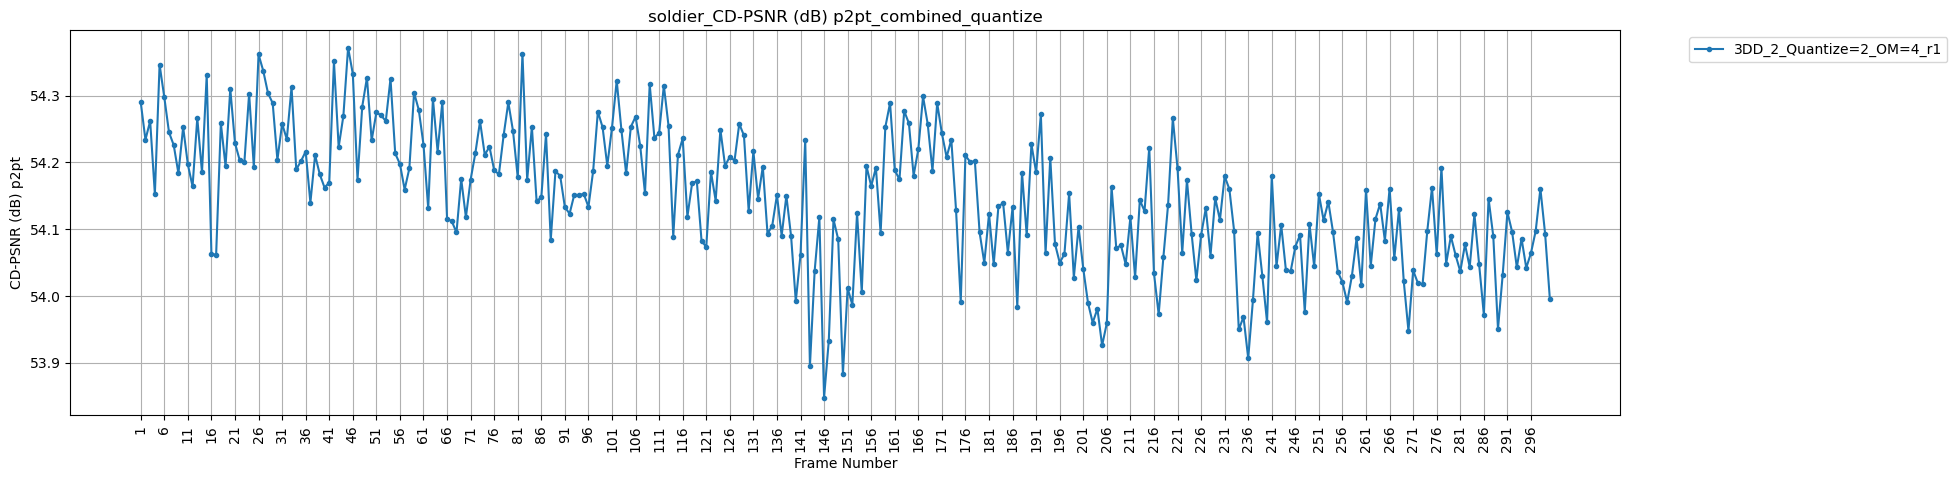 soldier_CD-PSNR (dB) p2pt_combined_quantize
3DD_2_Quantize=2_OM=4_r1
CD-PSNR (dB) p2pt
54.3
54.2
54.1
54.0
53.9
1 6 11 16 21 26 31 36 41 46 51 56 61 66 71 76 81 86 91 96 101 106 111 116 121 126 131 136 141 146 151 156 161 166 171 176 181 186 191 196 201 206 211 216 221 226 231 236 241 246 251 256 261 266 271 276 281 286 291 296
Frame Number